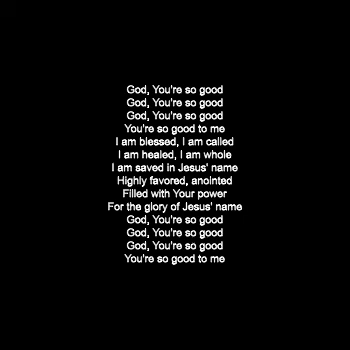 God, You're so good
God, You're so good
God, You're so good
You're so good to me
I am blessed, I am called
I am healed, I am whole
I am saved in Jesus' name
Highly favored, anointed
Filled with Your power
For the glory of Jesus' name
God, You're so good
God, You're so good
God, You're so good
You're so good to me